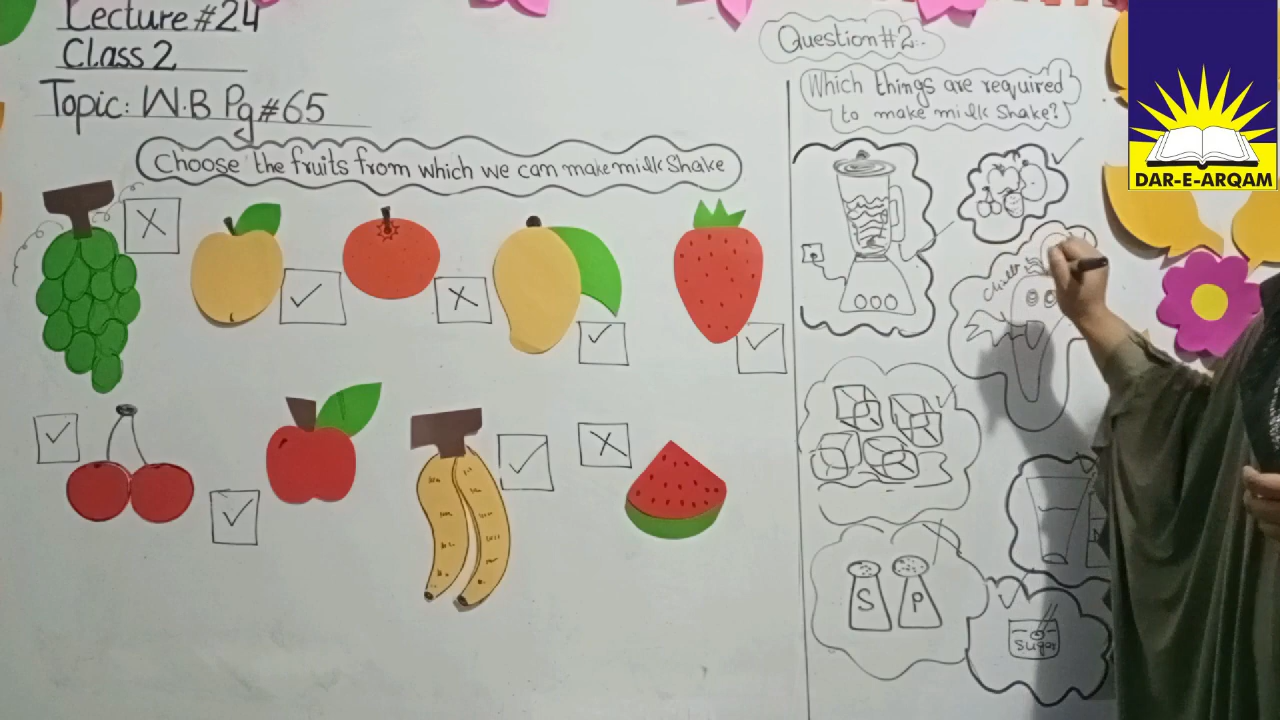 Lecture #24
Class 2
Topic: W.B Pg#65
Choose the fruits from which we can make milk Shake
Question#2:-
Which things are required
to make milk Shake?
S P
Sugar
DAR-E-ARQAM